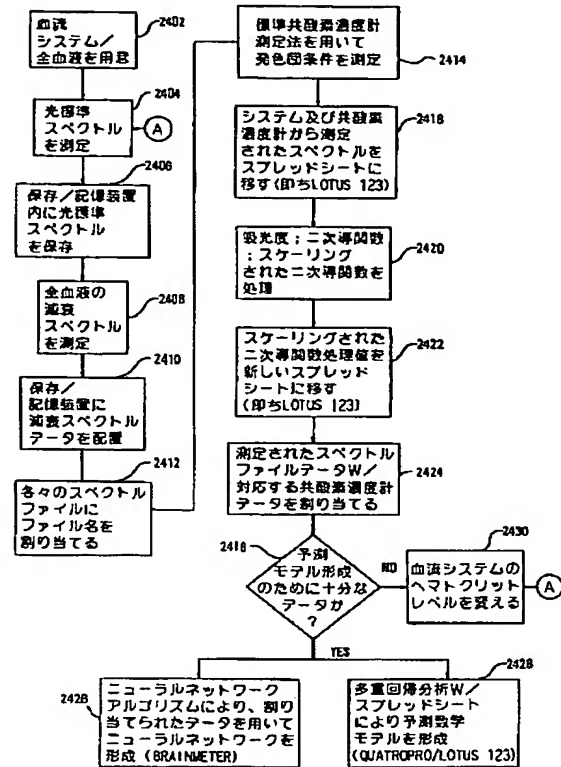 血流
システム/
全血液を用意
2402
光標準
スペクトル
を測定
2404
A
保存/記憶装置
内に光標準
スペクトル
を保存
2406
全血液の
減衰
スペクトル
を測定
2408
保存/
記憶装置に
減衰スペクトル
データを配置
2410
各々のスペクトル
ファイルに
ファイル名を
割り当てる
2412
標準共酸素濃度計
測定法を用いて
発色団条件を測定
2414
システム及び共酸素
濃度計から測定
されたスペクトルを
スプレッドシートに
移す(即ちLOTUS 123)
2418
吸光度;二次導関数
;スケーリング
された二次導関数を
処理
2420
スケーリングされた
二次導関数処理値を
新しいスプレッド
シートに移す
(即ちLOTUS 123)
2422
測定されたスペクトル
ファイルデータW/
対応する共酸素濃度計
データを割り当てる
2424
2416
予測
モデル形成
のために十分な
データか
?
NO
2430
血流システムの
ヘマトクリット
レベルを変える
A
YES
2426
ニューラルネットワーク
アルゴリズムにより、割り
当てられたデータを用いて
ニューラルネットワークを
形成(BRAINMETER)
2428
多重回帰分析W/
スプレッドシート
により予測数学
モデルを形成
(QUATROPRO/LOTUS 123)